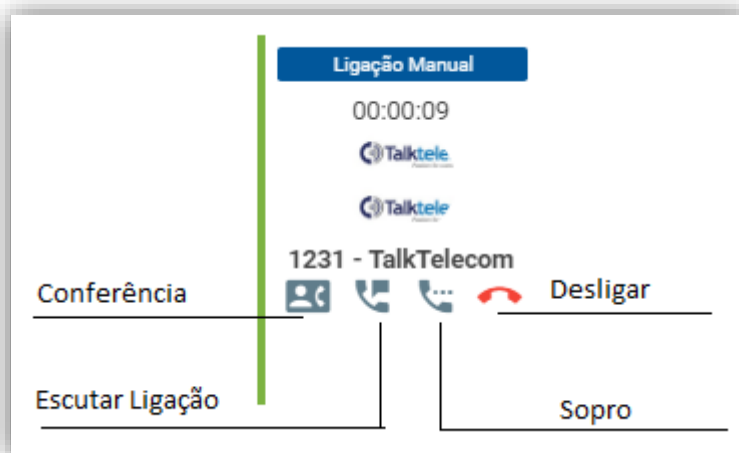 Ligação Manual
00:00:09
Talktele
Talktele
1231 - TalkTelecom
Conferência
Desligar
Escutar Ligação
Sopro